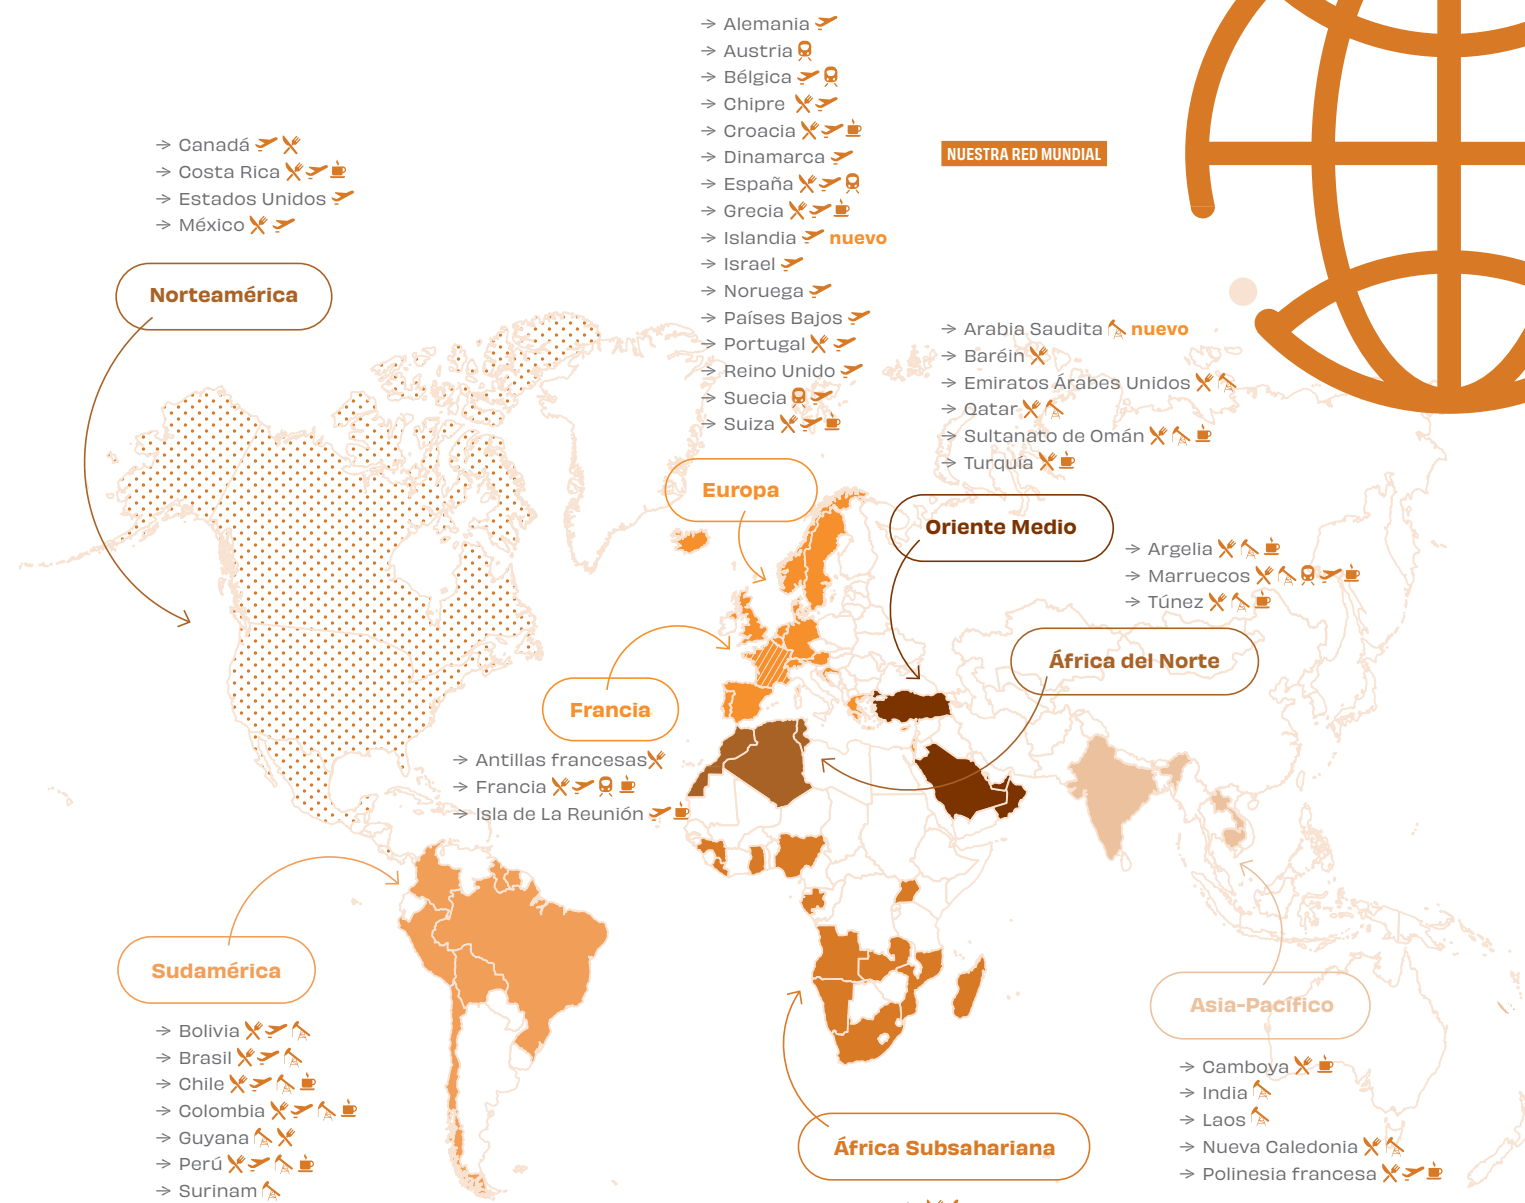 → Alemania
→ Austria
→ Bélgica
→ Chipre
→ Croacia
→ Dinamarca
→ España
→ Grecia
→ Islandia nuevo
→ Israel
→ Noruega
→ Países Bajos
→ Portugal
→ Reino Unido
→ Suecia
→ Suiza
Europa
NUESTRA RED MUNDIAL
→ Canadá
→ Costa Rica
→ Estados Unidos
→ México
Norteamérica
→ Arabia Saudita nuevo
→ Baréin
→ Emiratos Árabes Unidos
→ Qatar
→ Sultanato de Omán
→ Turquía
Oriente Medio
→ Argelia
→ Marruecos
→ Túnez
África del Norte
Francia
→ Antillas francesas
→ Francia
→ Isla de La Reunión
Sudamérica
→ Bolivia
→ Brasil
→ Chile
→ Colombia
→ Guyana
→ Perú
→ Surinam
África Subsahariana
Asia-Pacífico
→ Camboya
→ India
→ Laos
→ Nueva Caledonia
→ Polinesia francesa